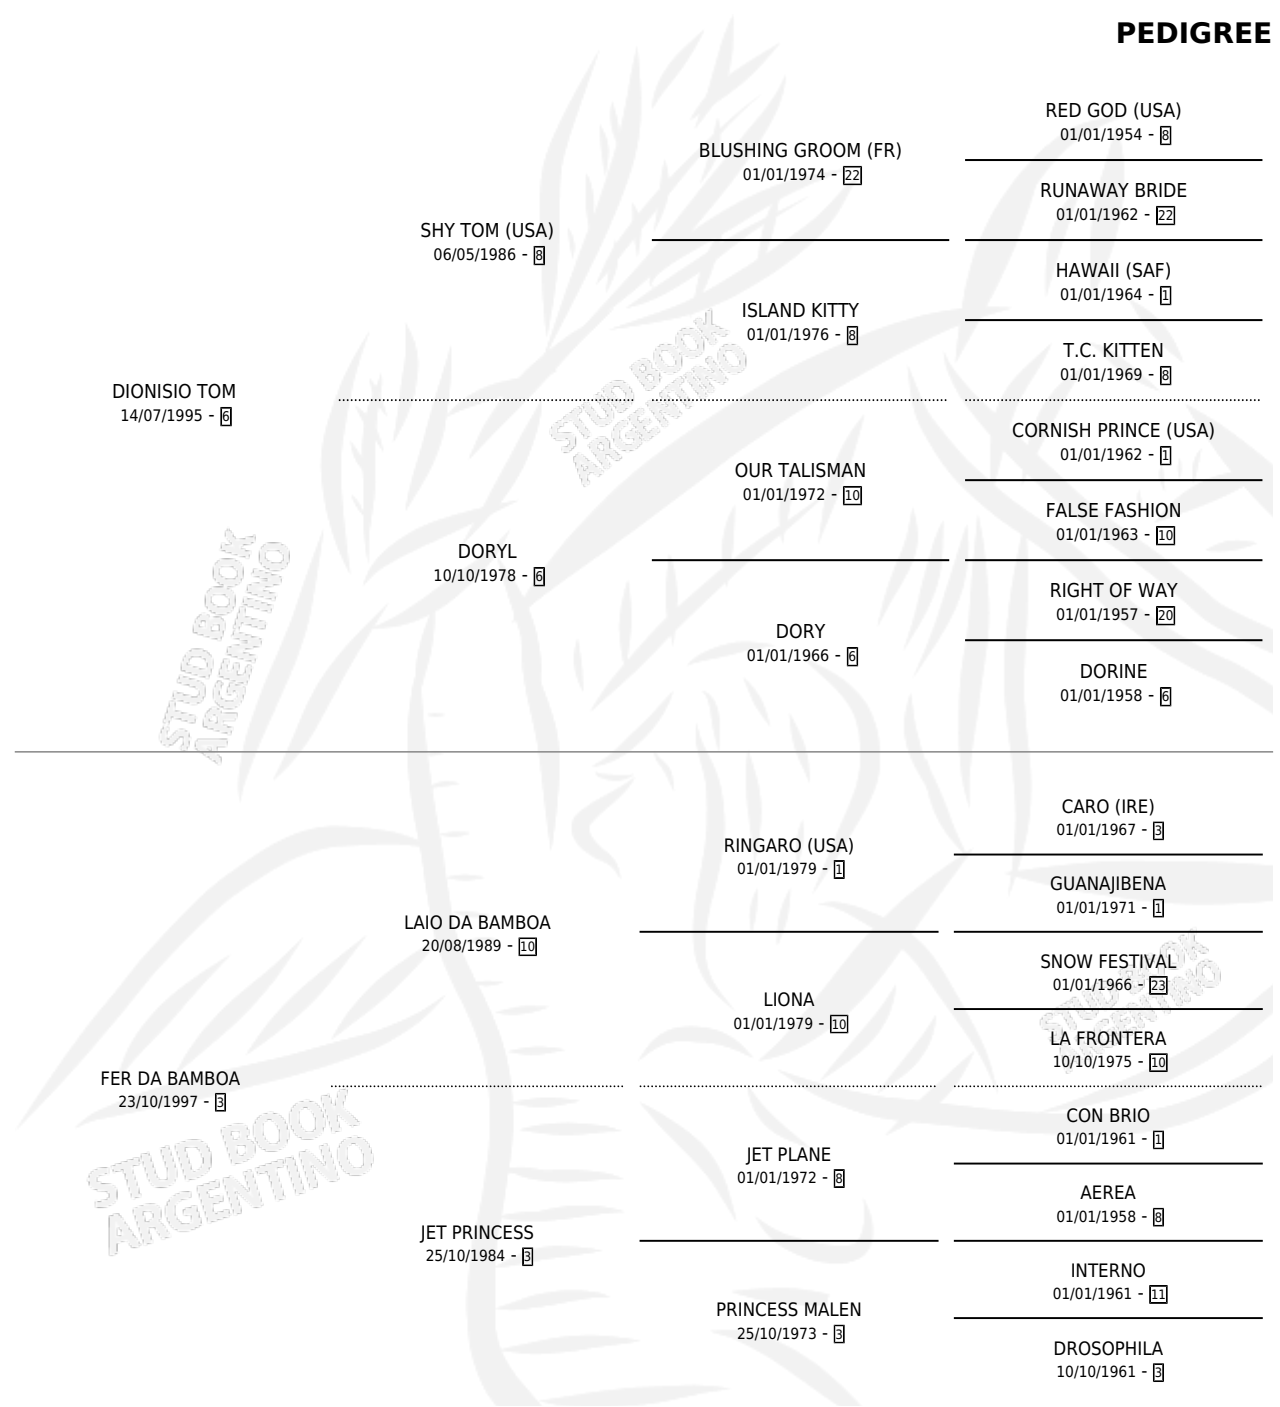 PEDIGREE
RED GOD (USA)
01/01/1954 - 8
BLUSHING GROOM (FR)
01/01/1974 - 22
RUNAWAY BRIDE
01/01/1962 - 22
SHY TOM (USA)
06/05/1986 - 8
HAWAII (SAF)
01/01/1964 - 1
ISLAND KITTY
01/01/1976 - 8
T.C. KITTEN
01/01/1969 - 8
DIONISIO TOM
14/07/1995 - 6
CORNISH PRINCE (USA)
01/01/1962 - 1
OUR TALISMAN
01/01/1972 - 10
FALSE FASHION
01/01/1963 - 10
DORYL
10/10/1978 - 6
RIGHT OF WAY
01/01/1957 - 20
DORY
01/01/1966 - 6
DORINE
01/01/1958 - 6
CARO (IRE)
01/01/1967 - 3
RINGARO (USA)
01/01/1979 - 1
GUANAJIBENA
01/01/1971 - 1
LAIO DA BAMBOA
20/08/1989 - 10
SNOW FESTIVAL
01/01/1966 - 23
LIONA
01/01/1979 - 10
LA FRONTERA
10/10/1975 - 10
FER DA BAMBOA
23/10/1997 - 3
CON BRIO
01/01/1961 - 1
JET PLANE
01/01/1972 - 8
AEREA
01/01/1958 - 8
JET PRINCESS
25/10/1984 - 3
INTERNO
01/01/1961 - 11
PRINCESS MALEN
25/10/1973 - 3
DROSOPHILA
10/10/1961 - 3
STUD BOOK
ARGENTINO
STUD BOOK
ARGENTINO
STUD BOOK
ARGENTINO
STUD BOOK
ARGENTINO